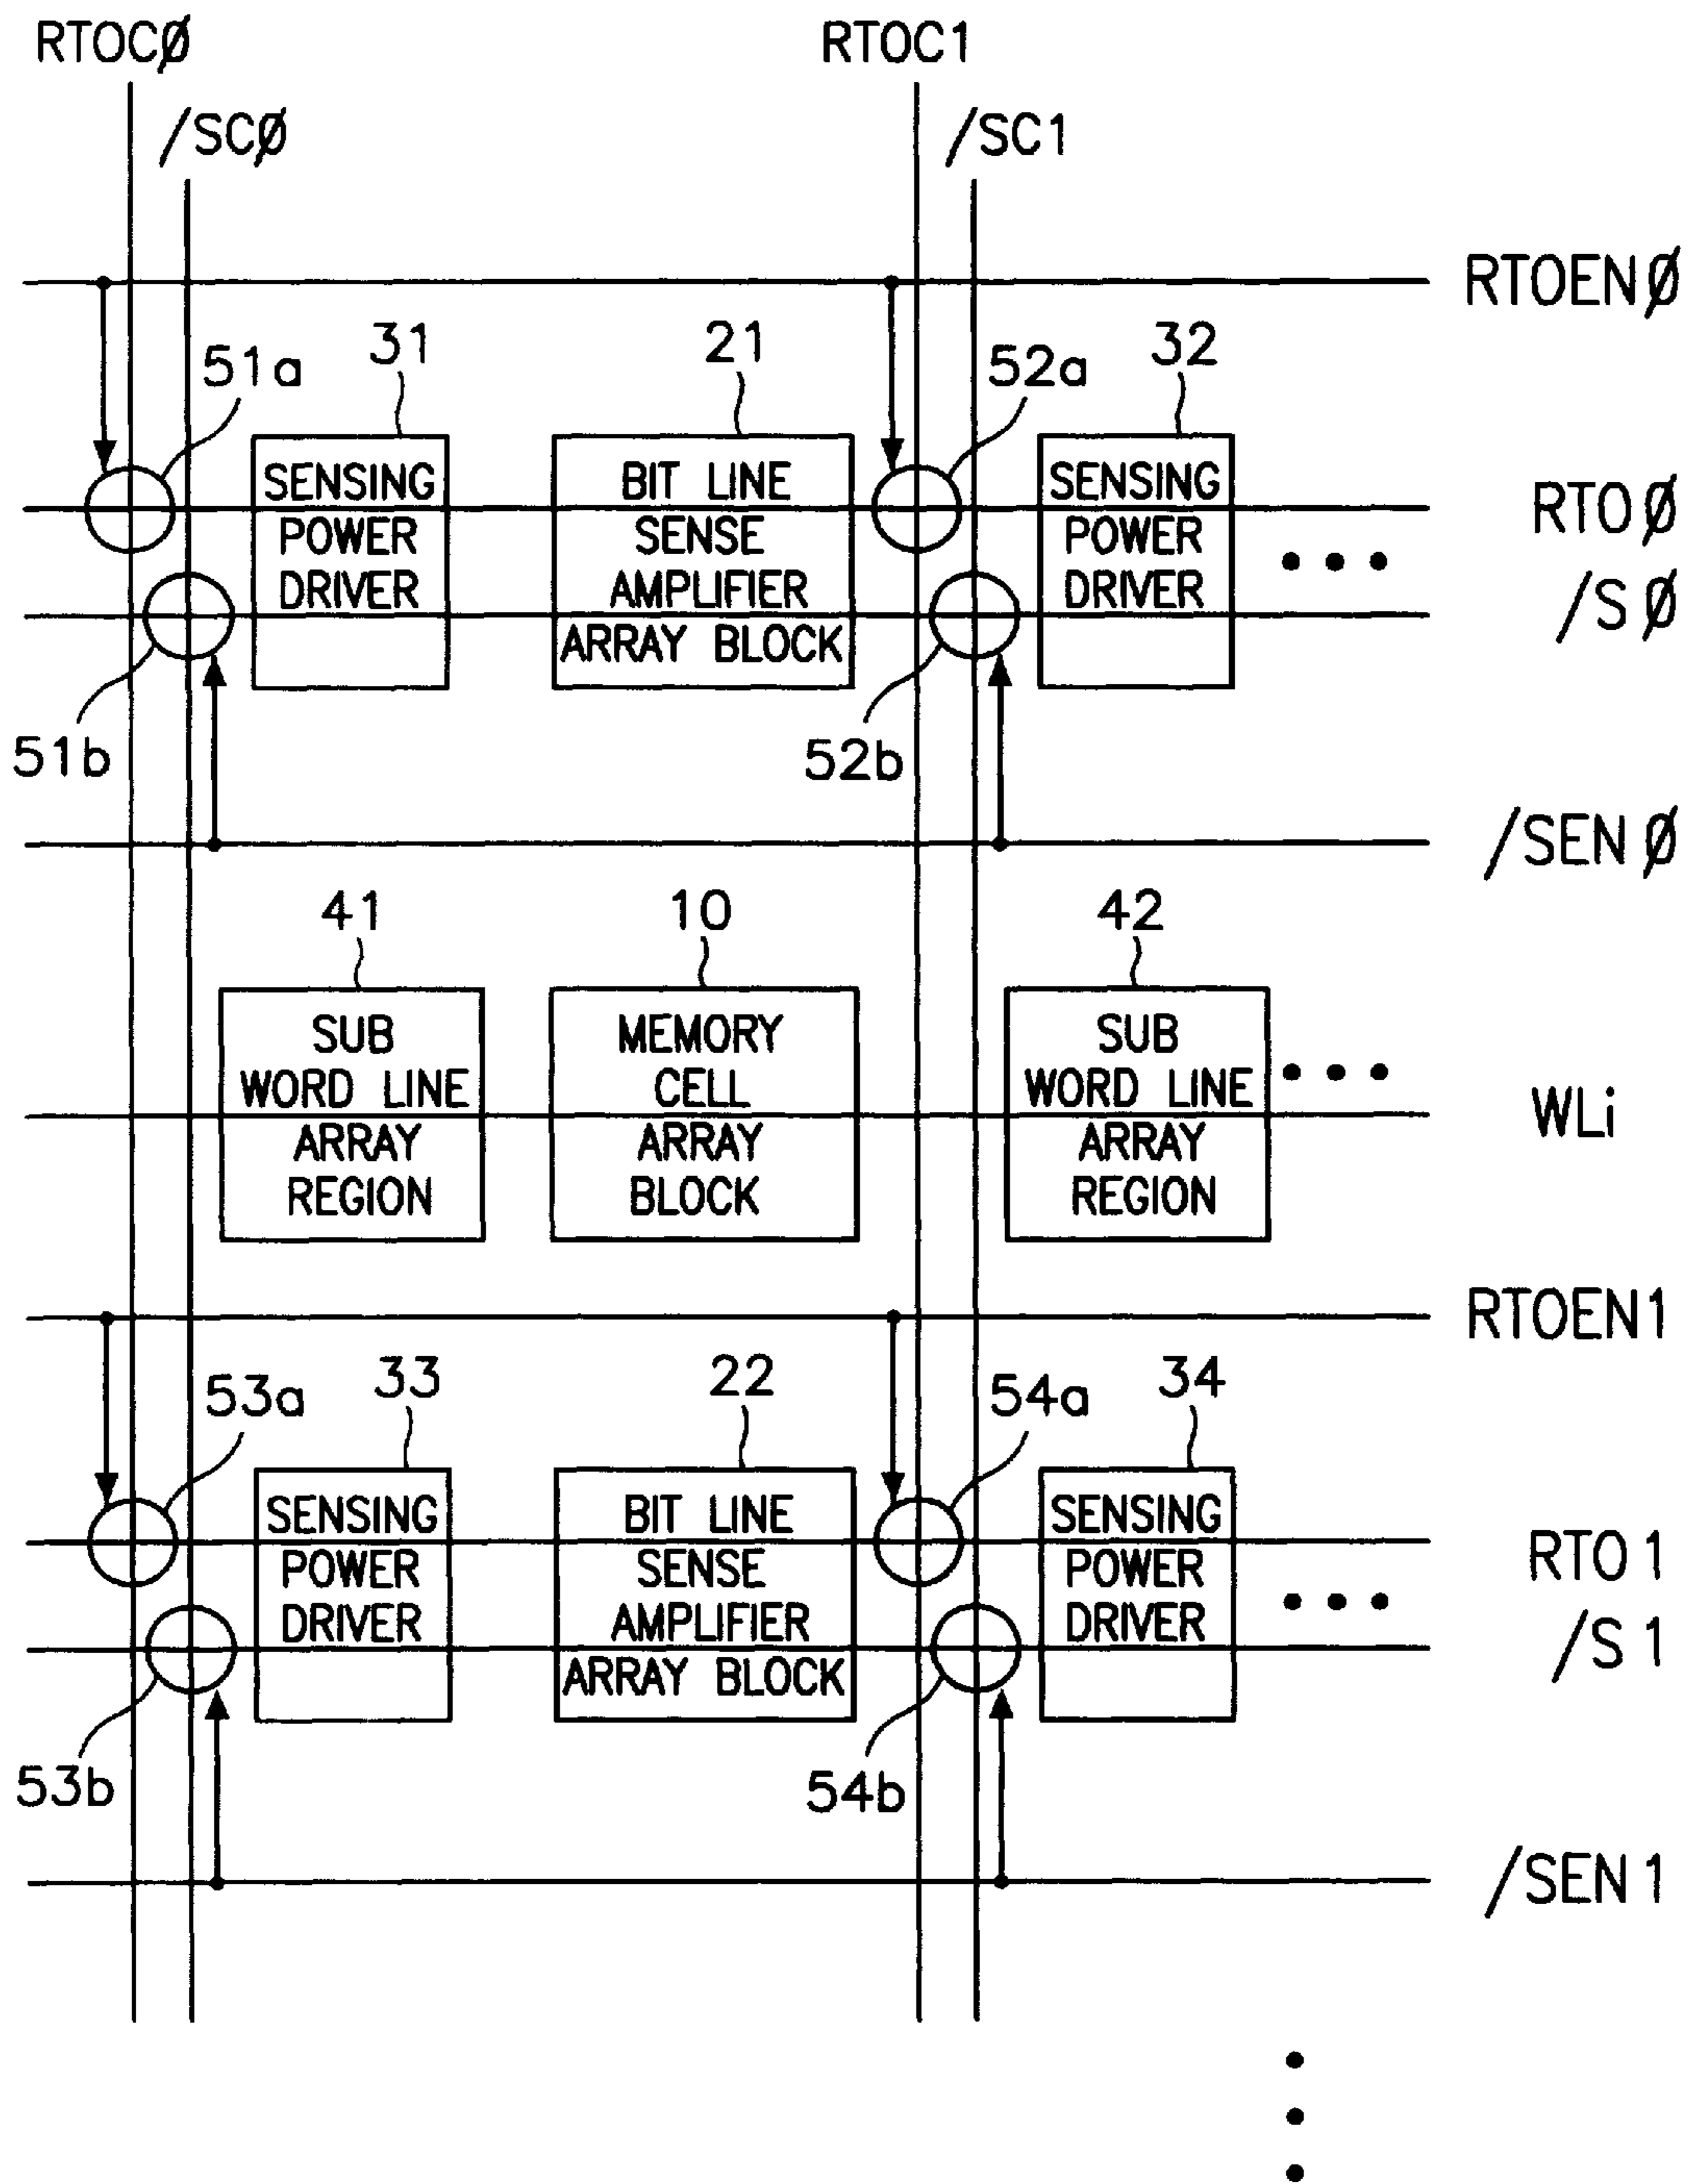 RTOCØ RTOC1
/SCØ /SC1
RTOENØ
31 21 32
51a 52a
SENSING BIT LINE SENSING
RTOØ
POWER SENSE POWER
DRIVER AMPLIFIER DRIVER
/SØ
ARRAY BLOCK
51b 52b
/SENØ
41 10 42
SUB MEMORY SUB
WORD LINE CELL WORD LINE
WLi
ARRAY ARRAY ARRAY
REGION BLOCK REGION
RTOEN1
33 22 34
53a 54a
SENSING BIT LINE SENSING
RTO1
POWER SENSE POWER
DRIVER AMPLIFIER DRIVER
/S1
ARRAY BLOCK
53b 54b
/SEN1